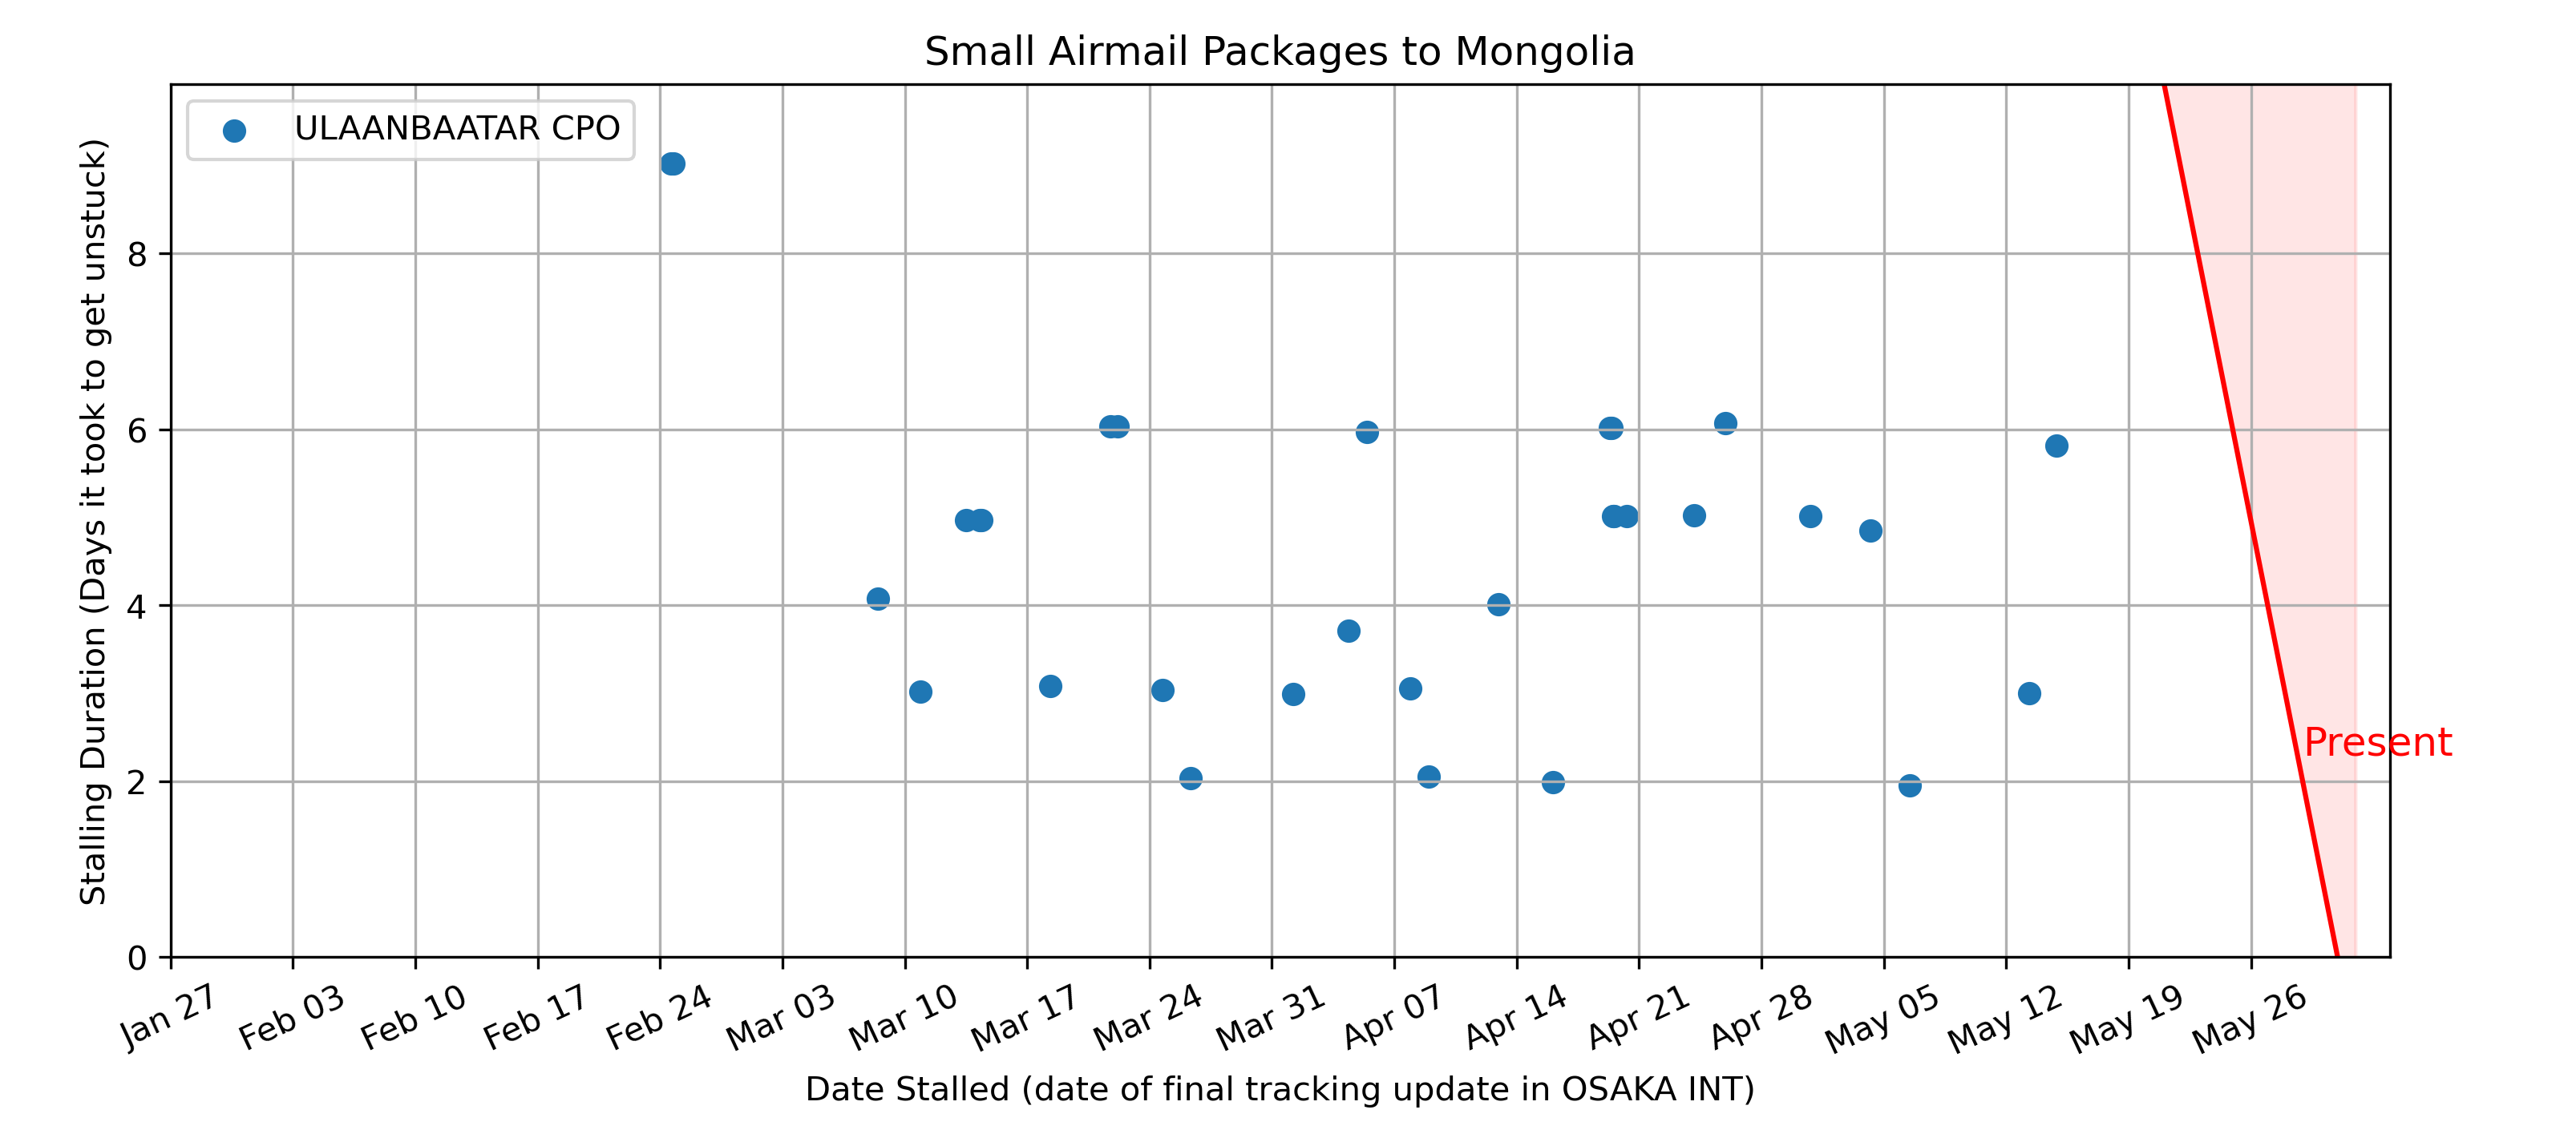 Small Airmail Packages to Mongolia
ULAANBAATAR CPO
Stalling Duration (Days it took to get unstuck)
8
6
4
2
0
Present
Jan 27
Feb 03
Feb 10
Feb 17
Feb 24
Mar 03
Mar 10
Mar 17
Mar 24
Mar 31
Apr 07
Apr 14
Apr 21
Apr 28
May 05
May 12
May 19
May 26
Date Stalled (date of final tracking update in OSAKA INT)